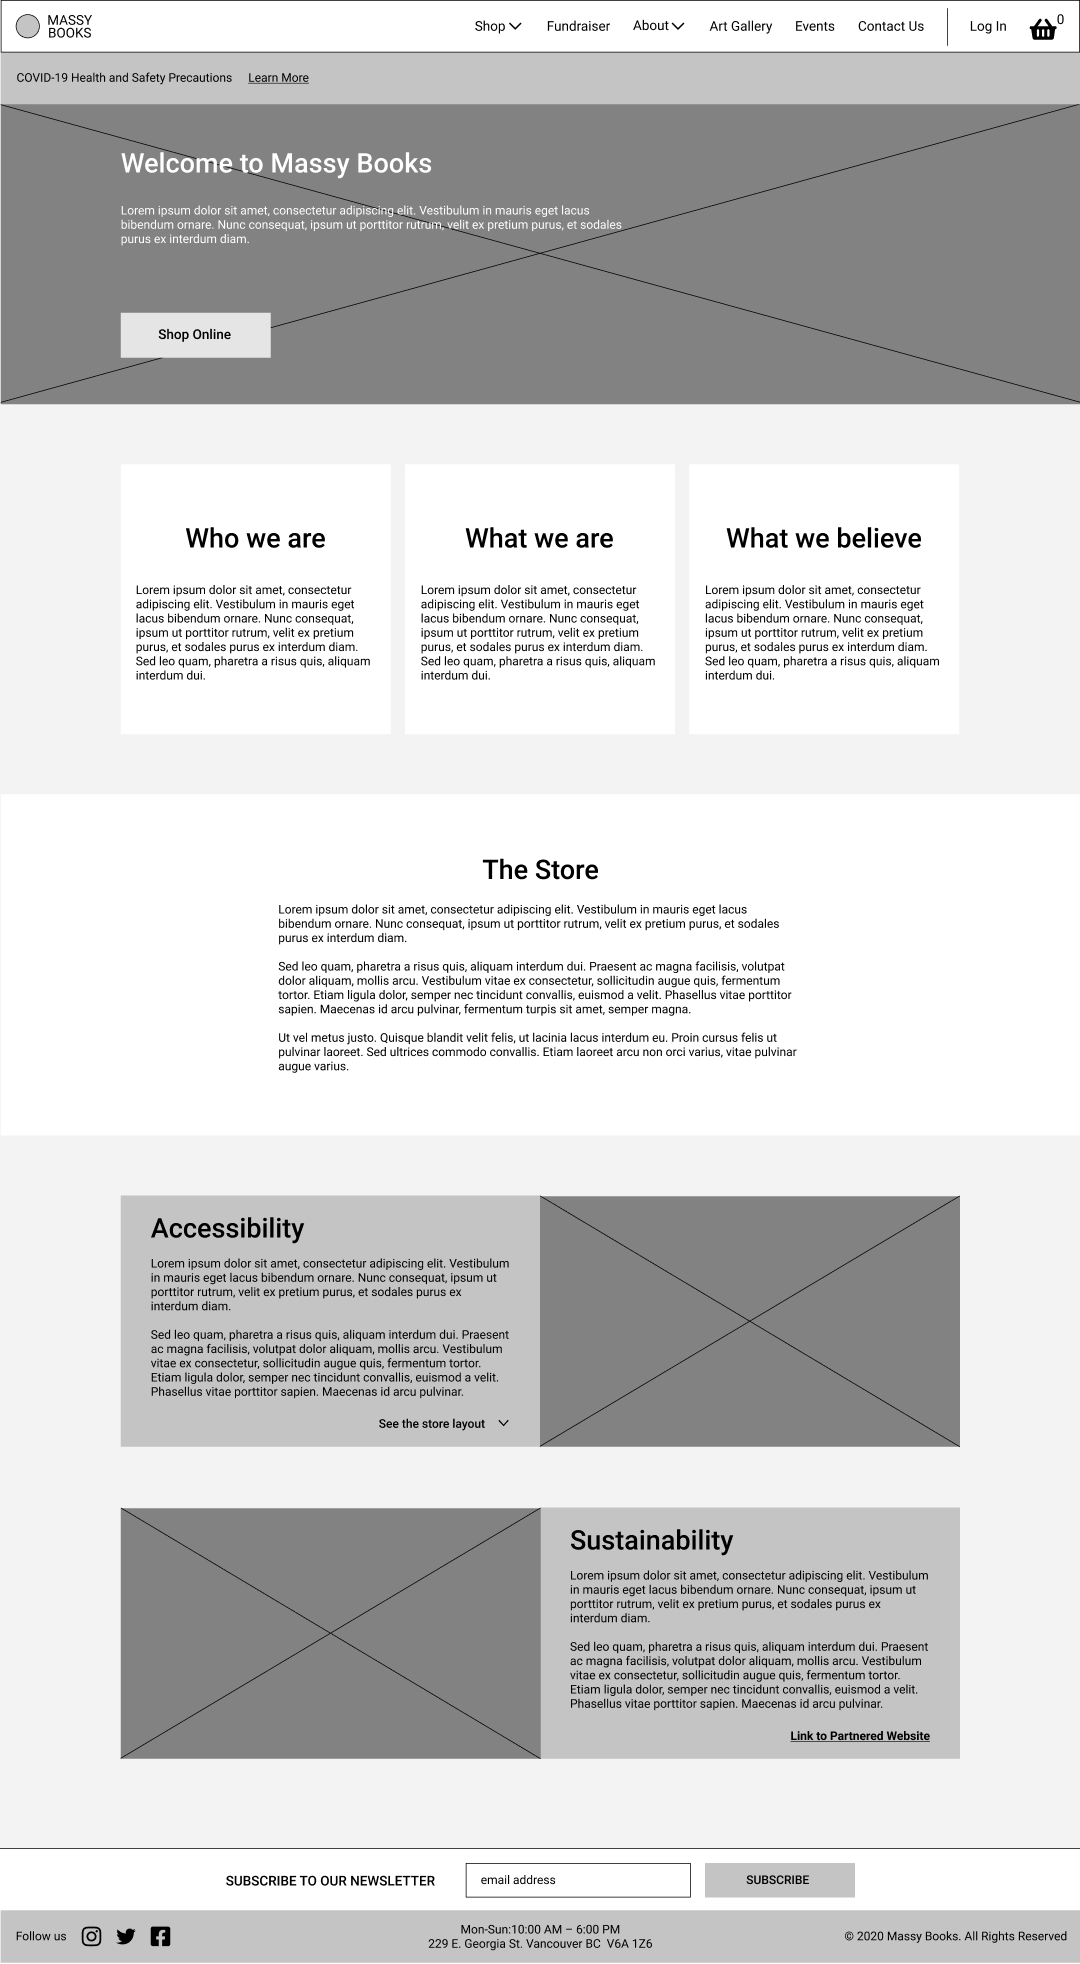 MASSY
BOOKS
Shop
Fundraiser
About
Art Gallery
Events
Contact Us
Log In
0
COVID-19 Health and Safety Precautions Learn More
Welcome to Massy Books
Lorem ipsum dolor sit amet, consectetur adipiscing elit. Vestibulum in mauris eget lacus
bibendum ornare. Nunc consequat, ipsum ut porttitor rutrum, velit ex pretium purus, et sodales
purus ex interdum diam.
Shop Online
Who we are
Lorem ipsum dolor sit amet, consectetur
adipiscing elit. Vestibulum in mauris eget
lacus bibendum ornare. Nunc consequat,
ipsum ut porttitor rutrum, velit ex pretium
purus, et sodales purus ex interdum diam.
Sed leo quam, pharetra a risus quis, aliquam
interdum dui.
What we are
Lorem ipsum dolor sit amet, consectetur
adipiscing elit. Vestibulum in mauris eget
lacus bibendum ornare. Nunc consequat,
ipsum ut porttitor rutrum, velit ex pretium
purus, et sodales purus ex interdum diam.
Sed leo quam, pharetra a risus quis, aliquam
interdum dui.
What we believe
Lorem ipsum dolor sit amet, consectetur
adipiscing elit. Vestibulum in mauris eget
lacus bibendum ornare. Nunc consequat,
ipsum ut porttitor rutrum, velit ex pretium
purus, et sodales purus ex interdum diam.
Sed leo quam, pharetra a risus quis, aliquam
interdum dui.
The Store
Lorem ipsum dolor sit amet, consectetur adipiscing elit. Vestibulum in mauris eget lacus
bibendum ornare. Nunc consequat, ipsum ut porttitor rutrum, velit ex pretium purus, et sodales
purus ex interdum diam.
Sed leo quam, pharetra a risus quis, aliquam interdum dui. Praesent ac magna facilisis, volutpat
dolor aliquam, mollis arcu. Vestibulum vitae ex consectetur, sollicitudin augue quis, fermentum
tortor. Etiam ligula dolor, semper nec tincidunt convallis, euismod a velit. Phasellus vitae porttitor
sapien. Maecenas id arcu pulvinar, fermentum turpis sit amet, semper magna.
Ut vel metus justo. Quisque blandit velit felis, ut lacinia lacus interdum eu. Proin cursus felis ut
pulvinar laoreet. Sed ultrices commodo convallis. Etiam laoreet arcu non orci varius, vitae pulvinar
augue varius.
Accessibility
Lorem ipsum dolor sit amet, consectetur adipiscing elit. Vestibulum
in mauris eget lacus bibendum ornare. Nunc consequat, ipsum ut
porttitor rutrum, velit ex pretium purus, et sodales purus ex
interdum diam.
Sed leo quam, pharetra a risus quis, aliquam interdum dui. Praesent
ac magna facilisis, volutpat dolor aliquam, mollis arcu. Vestibulum
vitae ex consectetur, sollicitudin augue quis, fermentum tortor.
Etiam ligula dolor, semper nec tincidunt convallis, euismod a velit.
Phasellus vitae porttitor sapien. Maecenas id arcu pulvinar.
See the store layout
Sustainability
Lorem ipsum dolor sit amet, consectetur adipiscing elit. Vestibulum
in mauris eget lacus bibendum ornare. Nunc consequat, ipsum ut
porttitor rutrum, velit ex pretium purus, et sodales purus ex
interdum diam.
Sed leo quam, pharetra a risus quis, aliquam interdum dui. Praesent
ac magna facilisis, volutpat dolor aliquam, mollis arcu. Vestibulum
vitae ex consectetur, sollicitudin augue quis, fermentum tortor.
Etiam ligula dolor, semper nec tincidunt convallis, euismod a velit.
Phasellus vitae porttitor sapien. Maecenas id arcu pulvinar.
Link to Partnered Website
SUBSCRIBE TO OUR NEWSLETTER
email address
SUBSCRIBE
Follow us
Mon-Sun:10:00 AM – 6:00 PM
229 E. Georgia St. Vancouver BC V6A 1Z6
© 2020 Massy Books. All Rights Reserved